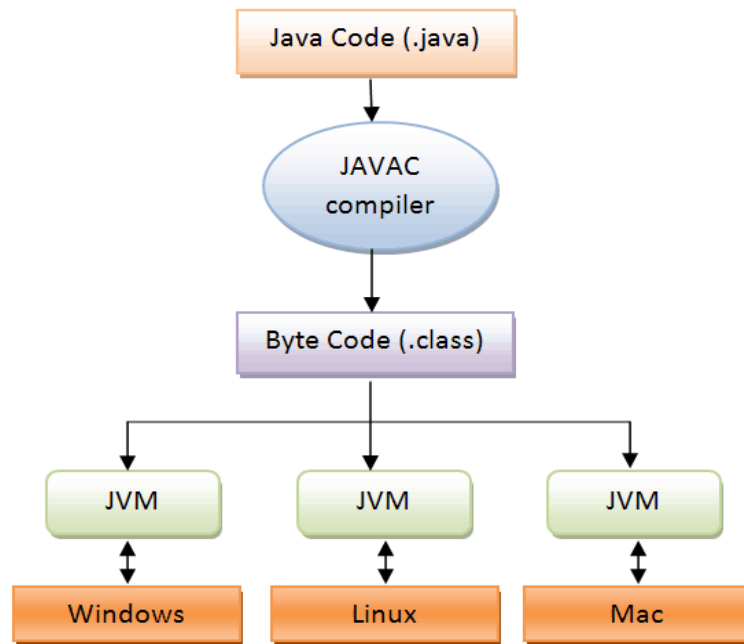 Java Code (.java)
JAVAC
compiler
Byte Code (.class)
JVM
JVM
JVM
Windows
Linux
Mac